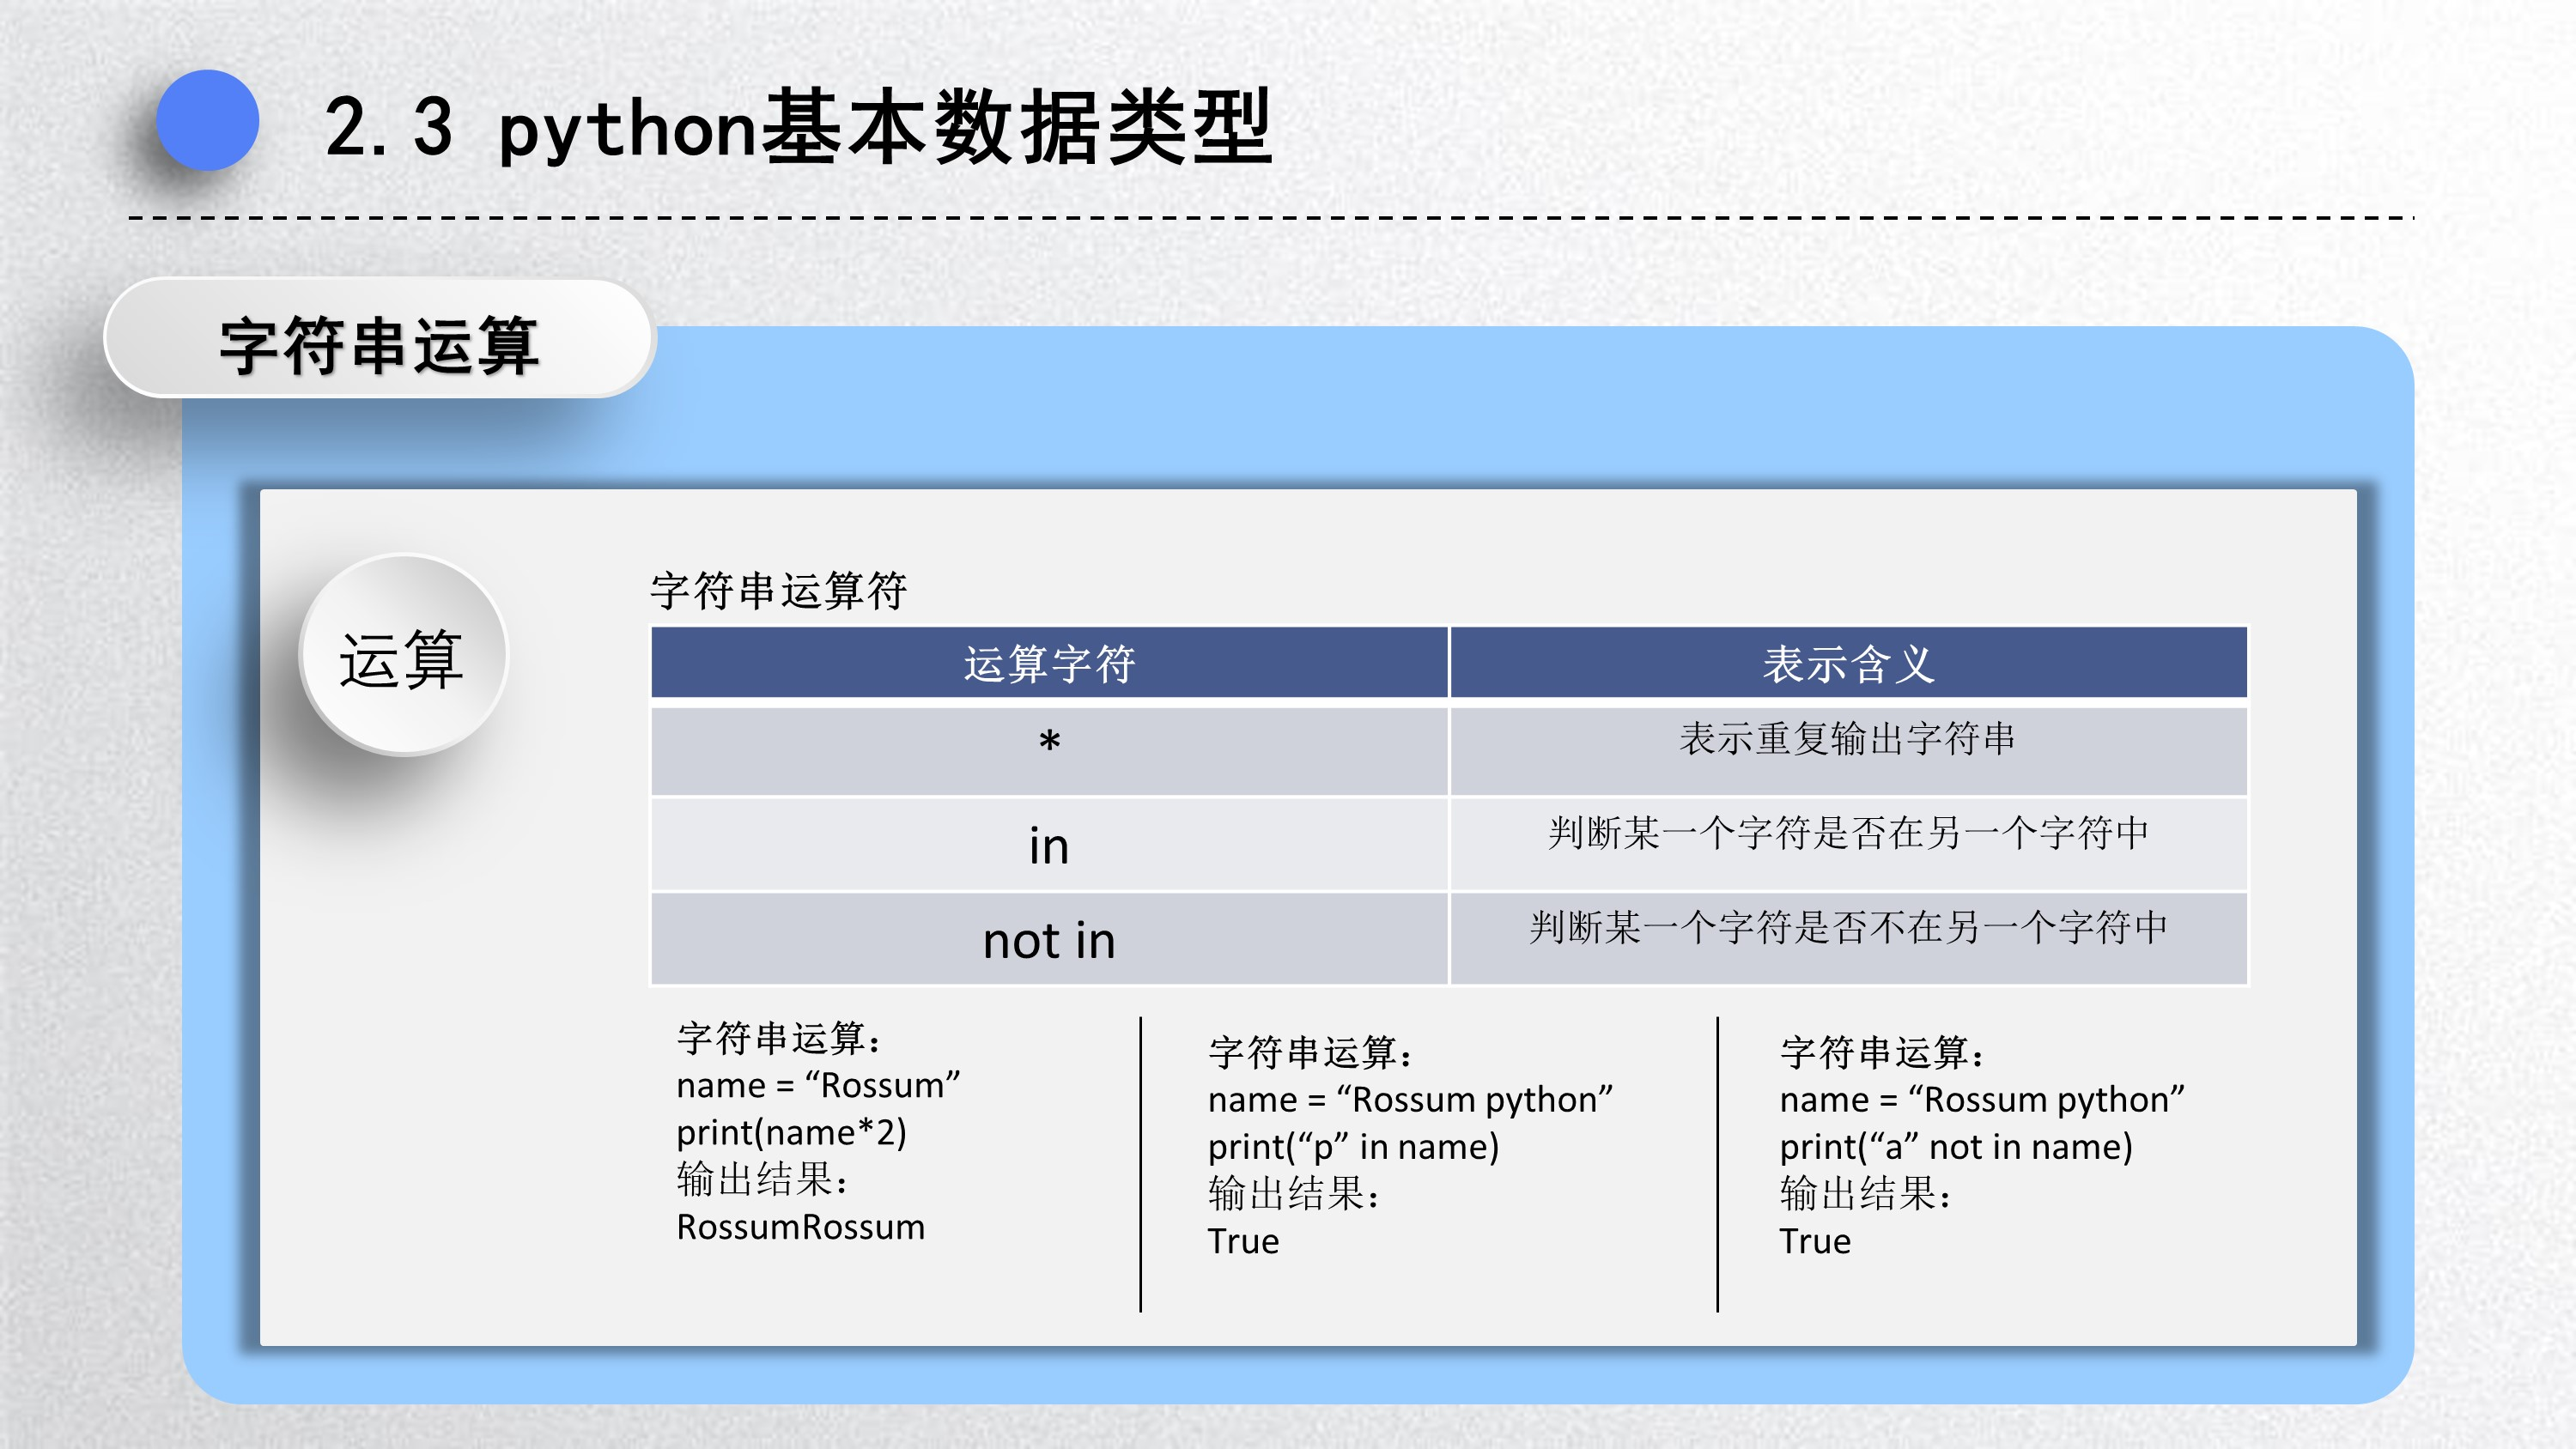 2.3 python基本数据类型
字符串运算
运算
字符串运算符
运算字符 表示含义
* 表示重复输出字符串
in 判断某一个字符是否在另一个字符中
not in 判断某一个字符是否不在另一个字符中
字符串运算：
name = “Rossum”
print(name*2)
输出结果：
RossumRossum
字符串运算：
name = “Rossum python”
print(“p” in name)
输出结果：
True
字符串运算：
name = “Rossum python”
print(“a” not in name)
输出结果：
True